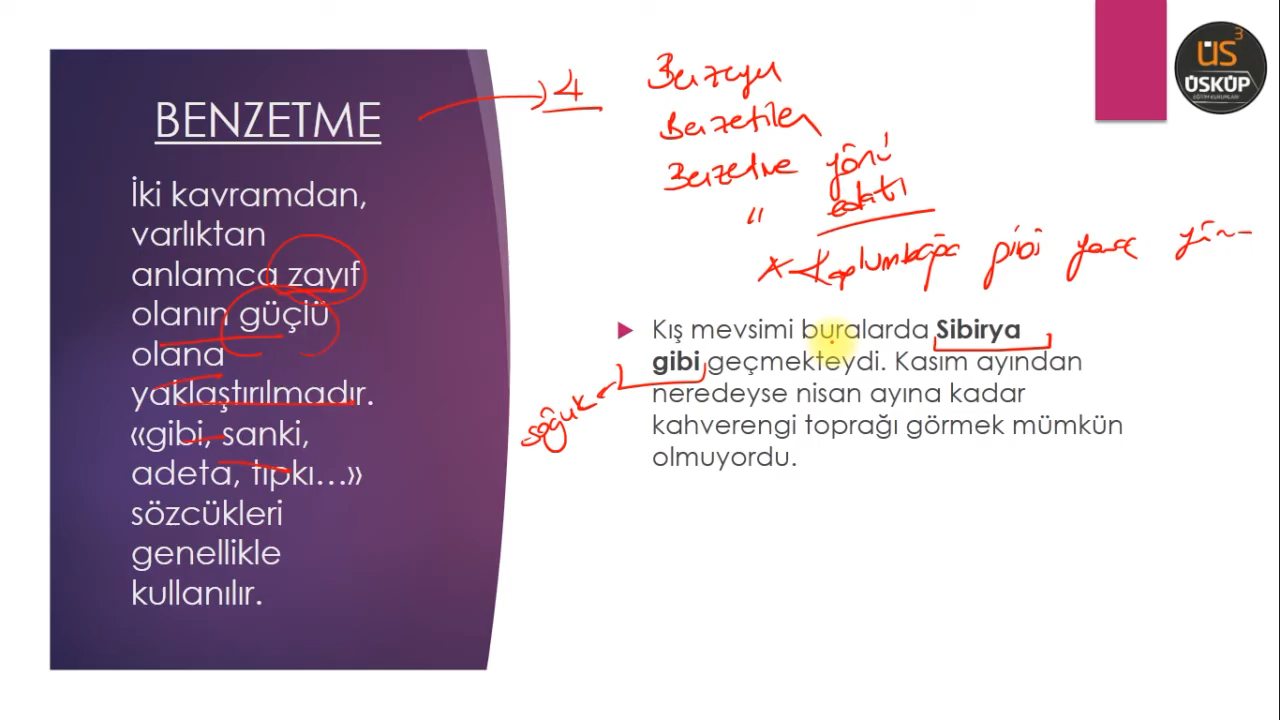 BENZETME
İki kavramdan,
varlıktan
anlamca zayıf
olanın güçlü
olana
yaklaştırılmadır.
«gibi, sanki,
adeta, tıpkı...»
sözcükleri
genellikle
kullanılır.
4
Benzeyen
Benzetilen
Benzetme yönü
" edatı
Kaplumbağa gibi yavaş
Kış mevsimi buralarda Sibirya
gibi geçmekteydi. Kasım ayından
neredeyse nisan ayına kadar
kahverengi toprağı görmek mümkün
olmuyordu.
soğuk
ÜS 3
ÜSKÜP